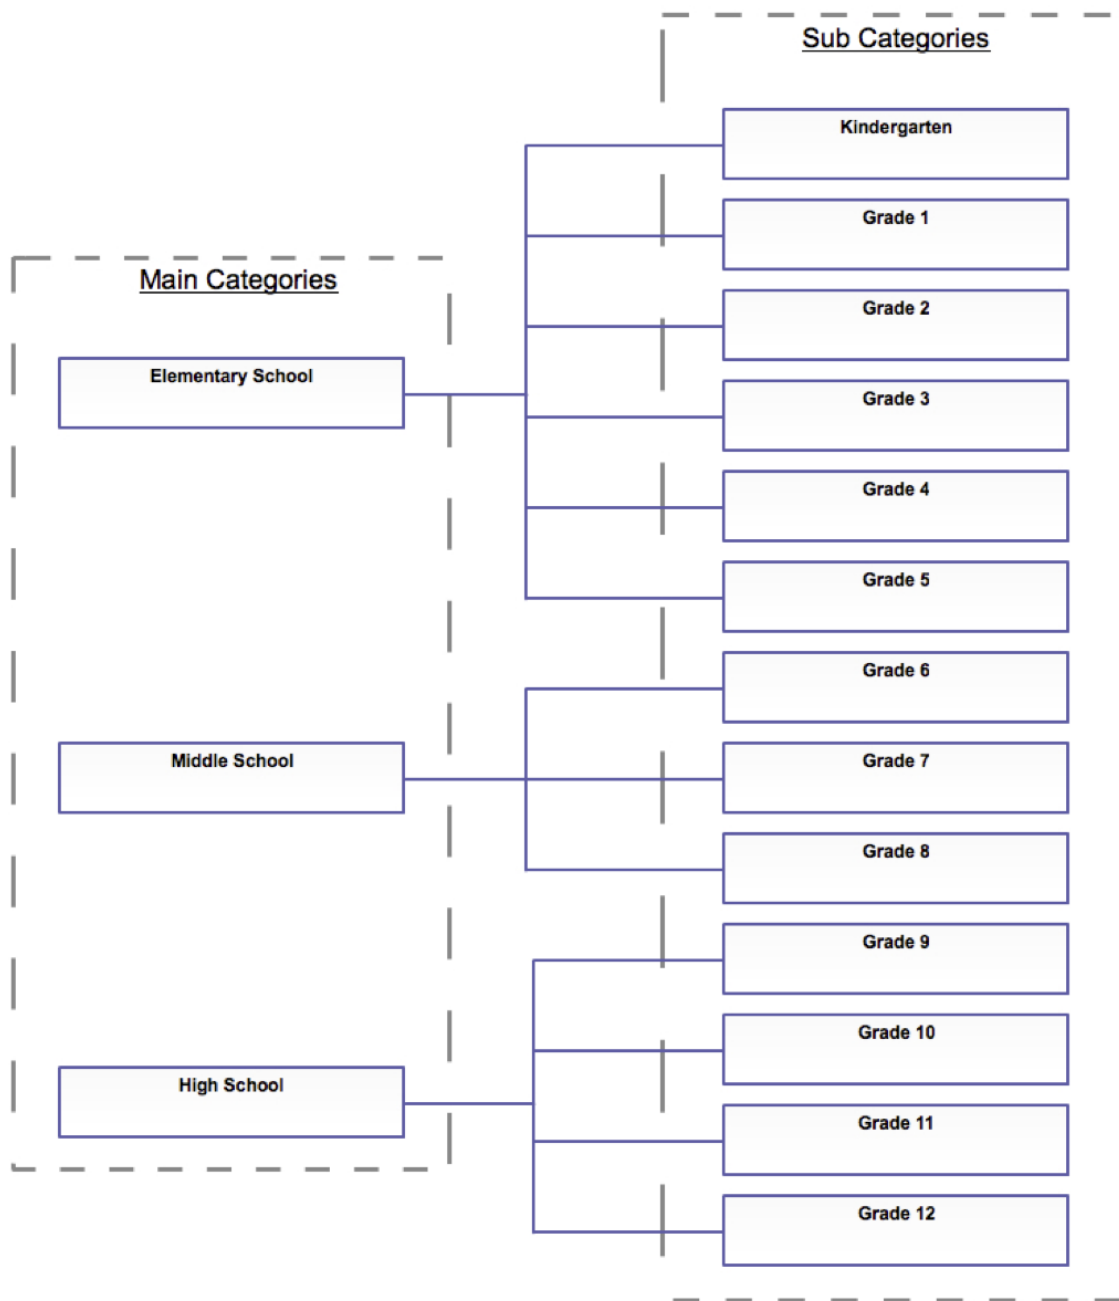 Sub Categories
Kindergarten
Grade 1
Main Categories
Grade 2
Elementary School
Grade 3
Grade 4
Grade 5
Grade 6
Middle School
Grade 7
Grade 8
Grade 9
Grade 10
High School
Grade 11
Grade 12